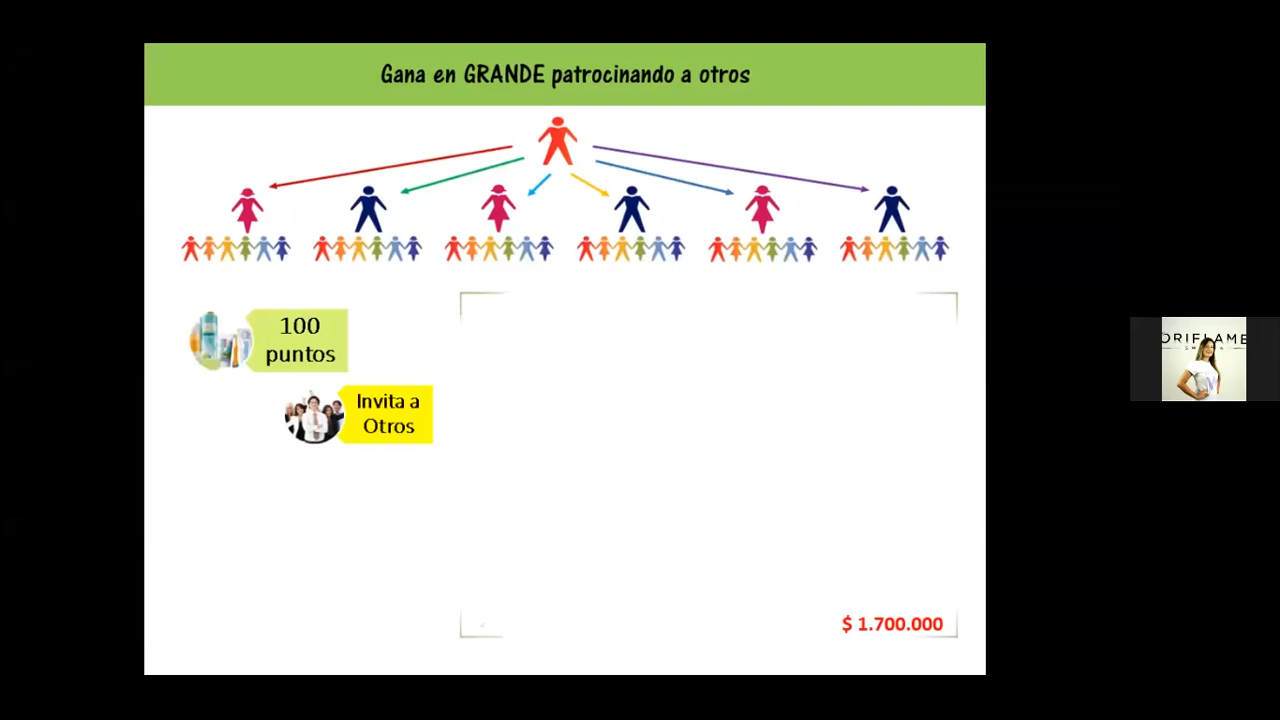 Gana en GRANDE patrocinando a otros
100
puntos
Invita a
Otros
$ 1.700.000
ORIFLAME